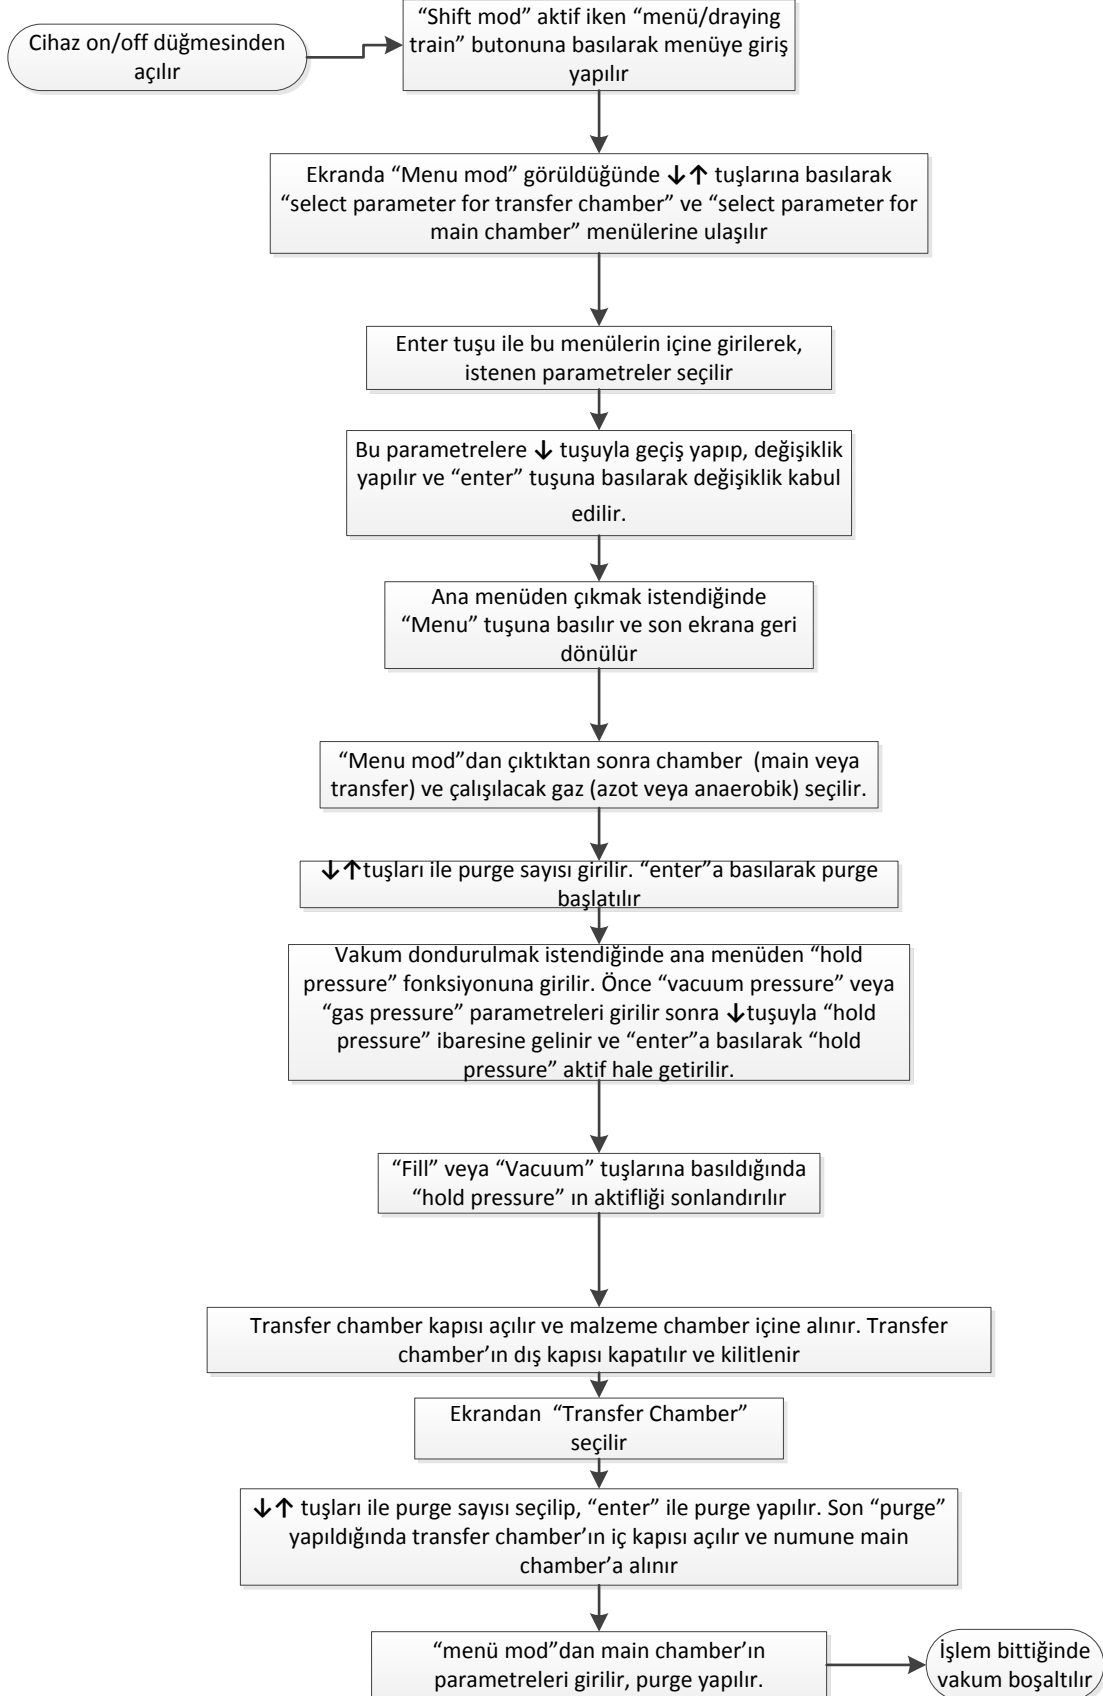 Cihaz on/off düğmesinden
açılır
“Shift mod” aktif iken “menü/draying
train” butonuna basılarak menüye giriş
yapılır
Ekranda “Menu mod” görüldüğünde ↓↑ tuşlarına basılarak
“select parameter for transfer chamber” ve “select parameter for
main chamber” menülerine ulaşılır
Enter tuşu ile bu menülerin içine girilerek,
istenen parametreler seçilir
Bu parametrelere ↓ tuşuyla geçiş yapıp, değişiklik
yapılır ve “enter” tuşuna basılarak değişiklik kabul
edilir.
Ana menüden çıkmak istendiğinde
“Menu” tuşuna basılır ve son ekrana geri
dönülür
“Menu mod”dan çıktıktan sonra chamber (main veya
transfer) ve çalışılacak gaz (azot veya anaerobik) seçilir.
↓↑tuşları ile purge sayısı girilir. “enter”a basılarak purge
başlatılır
Vakum dondurulmak istendiğinde ana menüden “hold
pressure” fonksiyonuna girilir. Önce “vacuum pressure” veya
“gas pressure” parametreleri girilir sonra ↓tuşuyla “hold
pressure” ibaresine gelinir ve “enter”a basılarak “hold
pressure” aktif hale getirilir.
“Fill” veya “Vacuum” tuşlarına basıldığında
“hold pressure” ın aktifliği sonlandırılır
Transfer chamber kapısı açılır ve malzeme chamber içine alınır. Transfer
chamber’ın dış kapısı kapatılır ve kilitlenir
Ekrandan “Transfer Chamber”
seçilir
↓↑ tuşları ile purge sayısı seçilip, “enter” ile purge yapılır. Son “purge”
yapıldığında transfer chamber’ın iç kapısı açılır ve numune main
chamber’a alınır
“menü mod”dan main chamber’ın
parametreleri girilir, purge yapılır.
İşlem bittiğinde
vakum boşaltılır